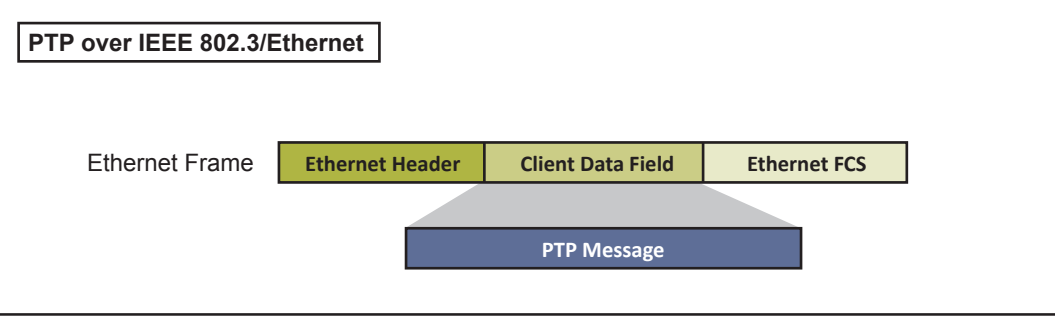 PTP over IEEE 802.3/Ethernet
Ethernet Frame Ethernet Header Client Data Field Ethernet FCS
PTP Message